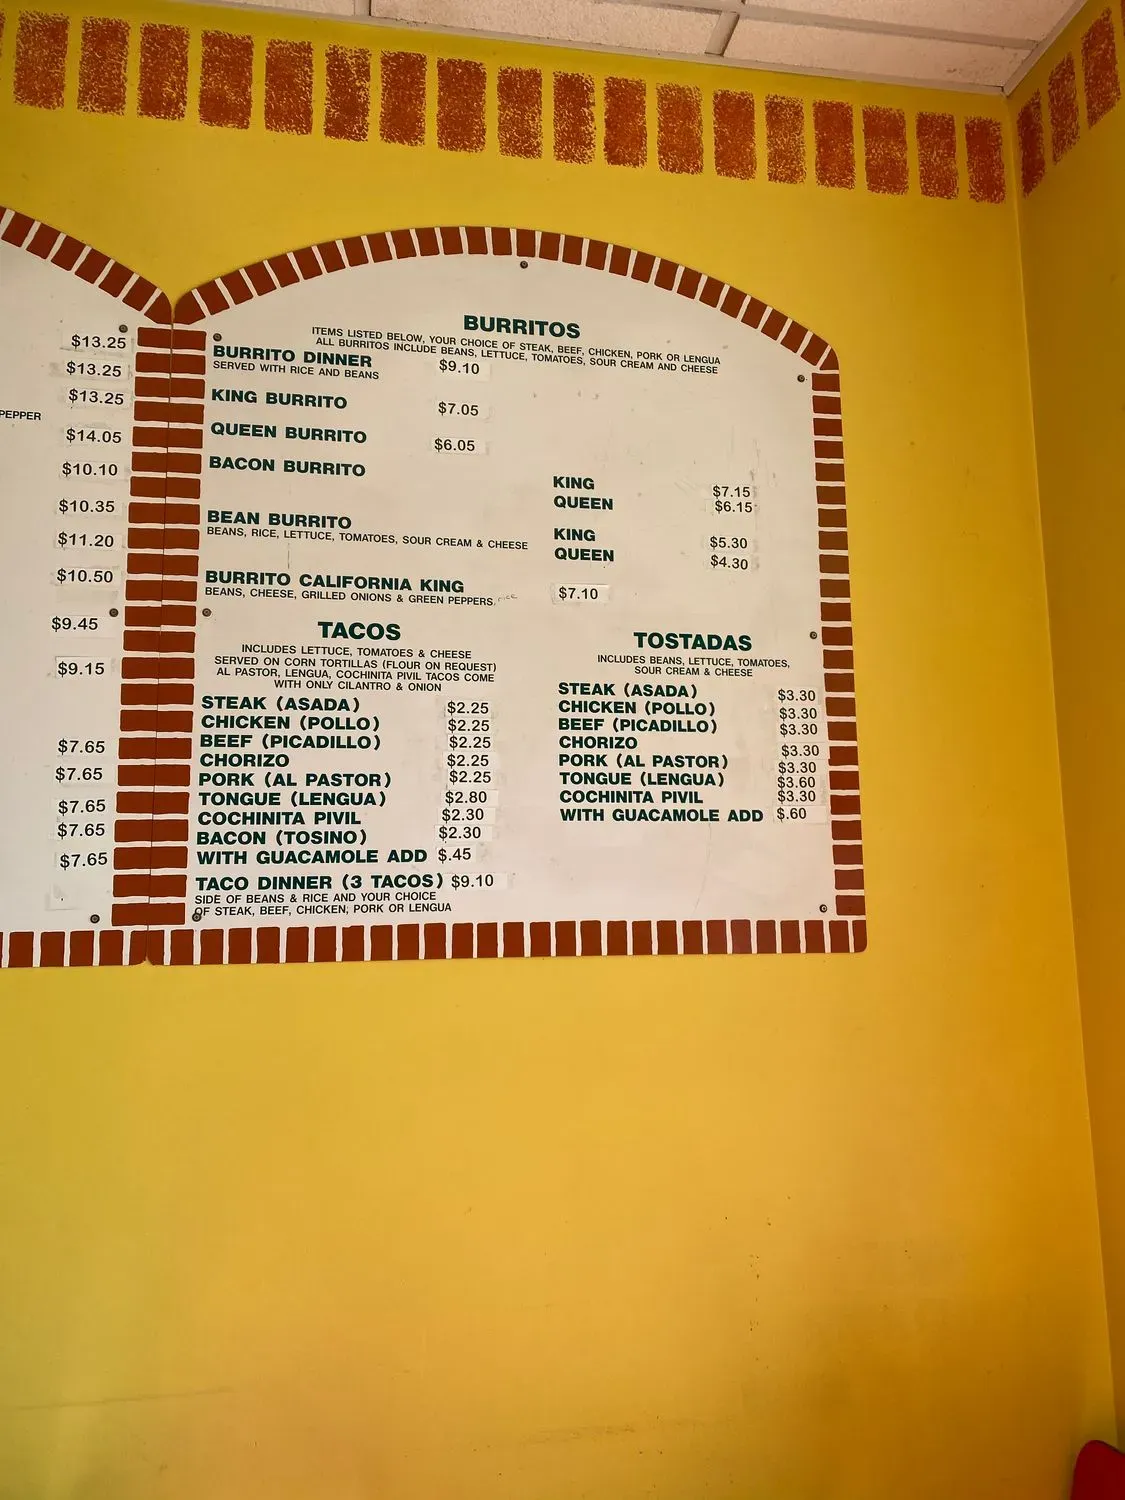 $13.25
$13.25
$13.25
PEPPER
$14.05
$10.10
$10.35
$11.20
$10.50
$9.45
$9.15
$7.65
$7.65
$7.65
$7.65
$7.65
BURRITOS
ITEMS LISTED BELOW, YOUR CHOICE OF STEAK, BEEF, CHICKEN, PORK OR LENGUA
ALL BURRITOS INCLUDE BEANS, LETTUCE, TOMATOES, SOUR CREAM AND CHEESE
BURRITO DINNER $9.10
SERVED WITH RICE AND BEANS
KING BURRITO $7.05
QUEEN BURRITO $6.05
BACON BURRITO
KING $7.15
QUEEN $6.15
BEAN BURRITO
BEANS, RICE, LETTUCE, TOMATOES, SOUR CREAM & CHEESE
KING $5.30
QUEEN $4.30
BURRITO CALIFORNIA KING $7.10
BEANS, CHEESE, GRILLED ONIONS & GREEN PEPPERS, rice
TACOS
INCLUDES LETTUCE, TOMATOES & CHEESE
SERVED ON CORN TORTILLAS (FLOUR ON REQUEST)
AL PASTOR, LENGUA, COCHINITA PIVIL TACOS COME
WITH ONLY CILANTRO & ONION
STEAK (ASADA) $2.25
CHICKEN (POLLO) $2.25
BEEF (PICADILLO) $2.25
CHORIZO $2.25
PORK (AL PASTOR) $2.25
TONGUE (LENGUA) $2.80
COCHINITA PIVIL $2.30
BACON (TOSINO) $2.30
WITH GUACAMOLE ADD $.45
TACO DINNER (3 TACOS) $9.10
SIDE OF BEANS & RICE AND YOUR CHOICE
OF STEAK, BEEF, CHICKEN, PORK OR LENGUA
TOSTADAS
INCLUDES BEANS, LETTUCE, TOMATOES,
SOUR CREAM & CHEESE
STEAK (ASADA) $3.30
CHICKEN (POLLO) $3.30
BEEF (PICADILLO) $3.30
CHORIZO $3.30
PORK (AL PASTOR) $3.30
TONGUE (LENGUA) $3.60
COCHINITA PIVIL $3.30
WITH GUACAMOLE ADD $.60